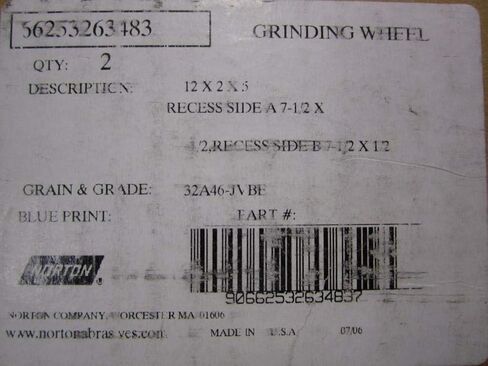 56253263483
GRINDING WHEEL
QTY: 2
DESCRIPTION: 12 X 2 X 5
RECESS SIDE A 7-1/2 X
1/2,RECESS SIDE B 7-1/2 X 1/2
GRAIN & GRADE: 32A46-JVBE
BLUE PRINT: PART #:
NORTON
90662532634837
NORTON COMPANY, WORCESTER MA 01606
www.nortonabrasives.com MADE IN U.S.A 07/06